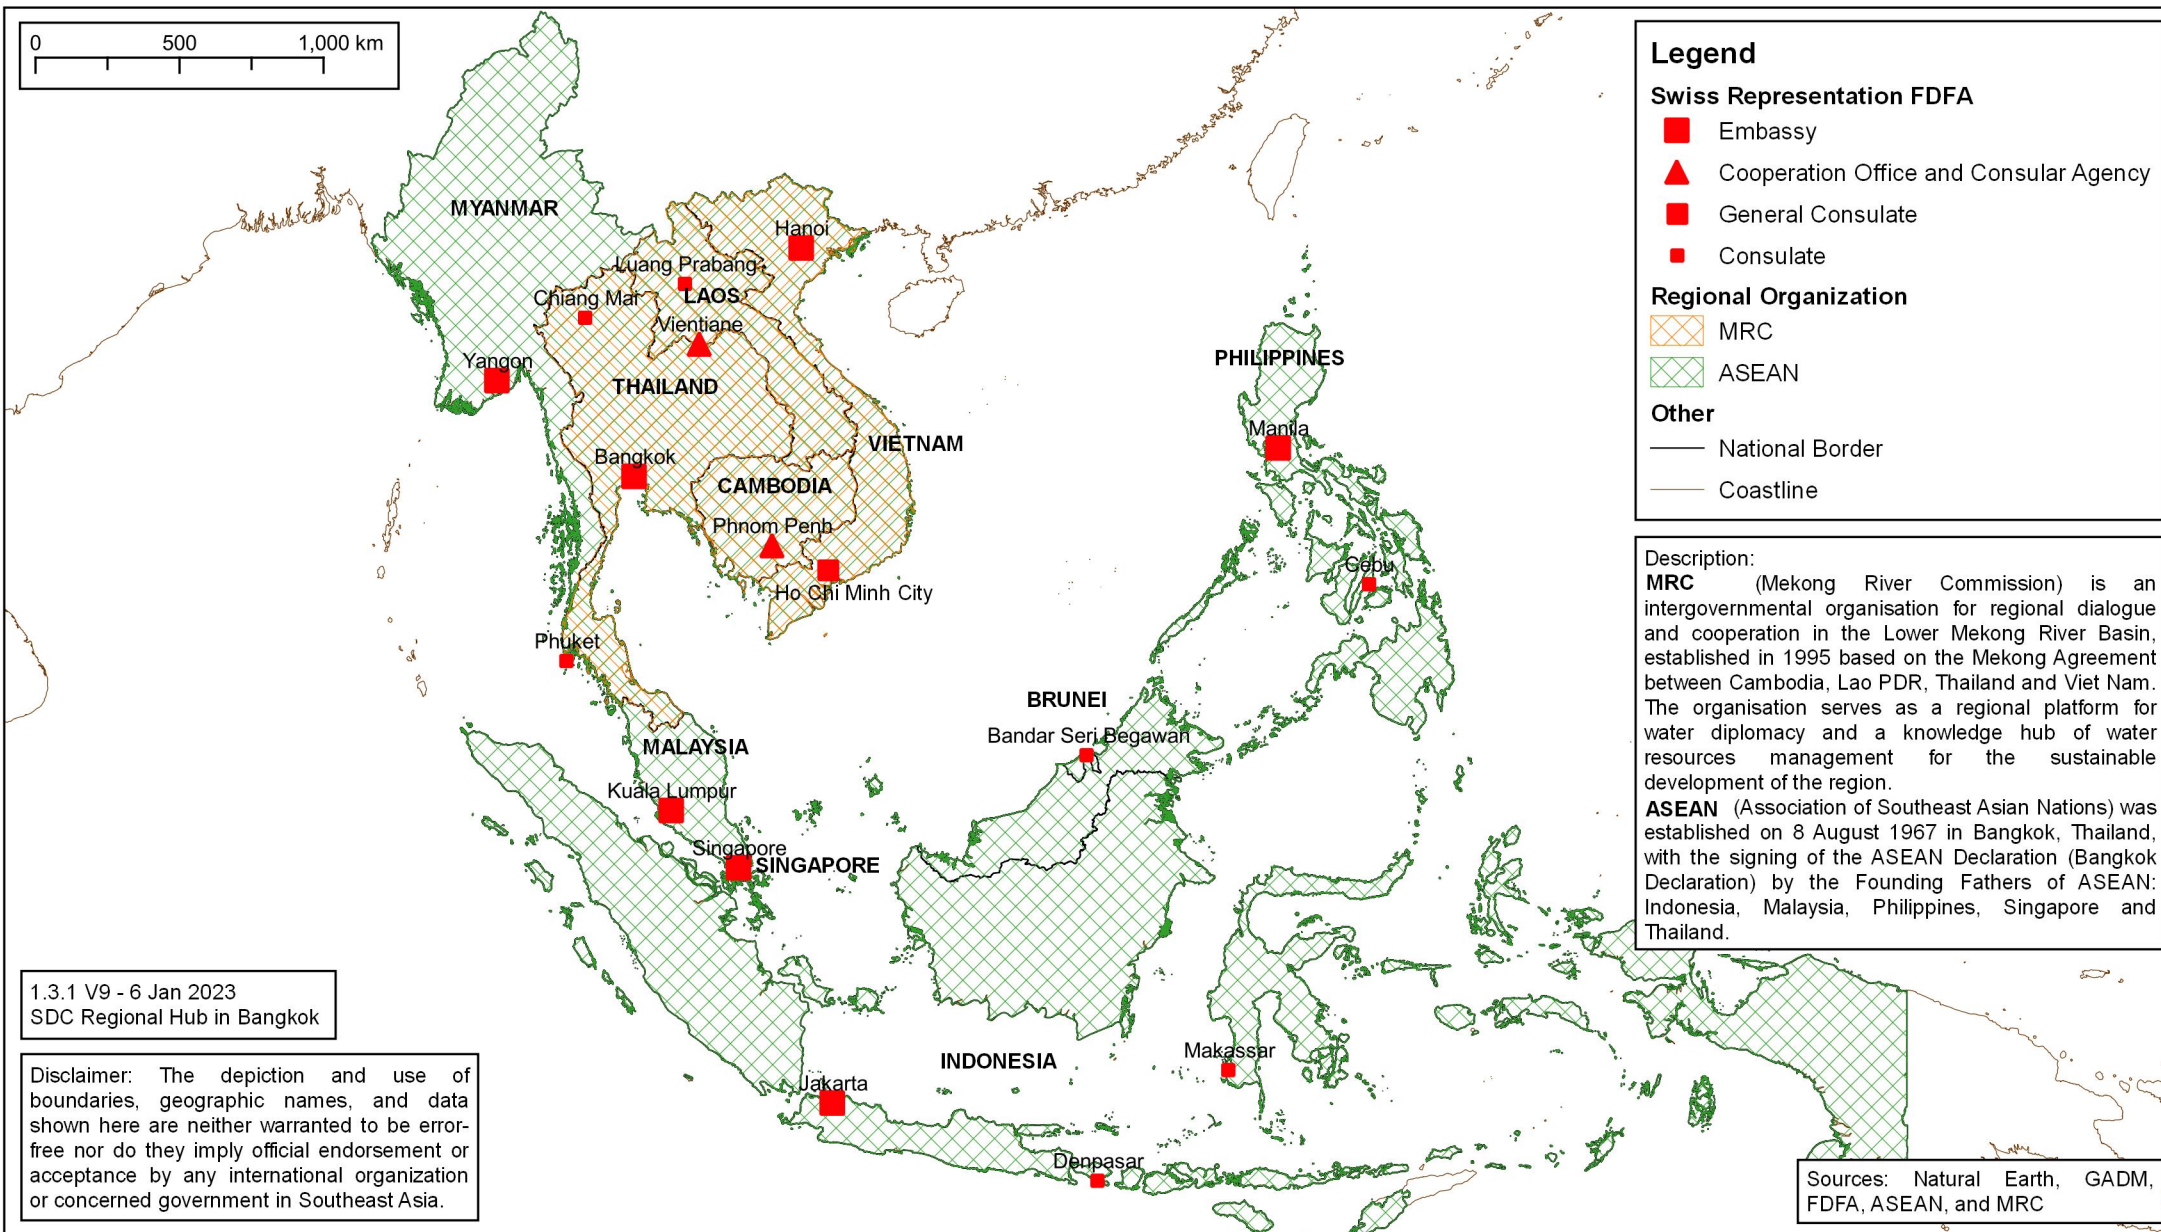 0 500 1,000 km
Legend
Swiss Representation FDFA
Embassy
Cooperation Office and Consular Agency
General Consulate
Consulate
Regional Organization
MRC
ASEAN
Other
National Border
Coastline
MYANMAR
Hanoi
Luang Prabang
LAOS
Chiang Mai
Vientiane
Yangon
THAILAND
PHILIPPINES
VIETNAM
Manila
Bangkok
CAMBODIA
Phnom Penh
Ho Chi Minh City
Cebu
Phuket
BRUNEI
Bandar Seri Begawan
MALAYSIA
Kuala Lumpur
Singapore
SINGAPORE
INDONESIA
Makassar
Jakarta
Denpasar
Description:
MRC (Mekong River Commission) is an
intergovernmental organisation for regional dialogue
and cooperation in the Lower Mekong River Basin,
established in 1995 based on the Mekong Agreement
between Cambodia, Lao PDR, Thailand and Viet Nam.
The organisation serves as a regional platform for
water diplomacy and a knowledge hub of water
resources management for the sustainable
development of the region.
ASEAN (Association of Southeast Asian Nations) was
established on 8 August 1967 in Bangkok, Thailand,
with the signing of the ASEAN Declaration (Bangkok
Declaration) by the Founding Fathers of ASEAN:
Indonesia, Malaysia, Philippines, Singapore and
Thailand.
1.3.1 V9 - 6 Jan 2023
SDC Regional Hub in Bangkok
Disclaimer: The depiction and use of
boundaries, geographic names, and data
shown here are neither warranted to be error-
free nor do they imply official endorsement or
acceptance by any international organization
or concerned government in Southeast Asia.
Sources: Natural Earth, GADM,
FDFA, ASEAN, and MRC